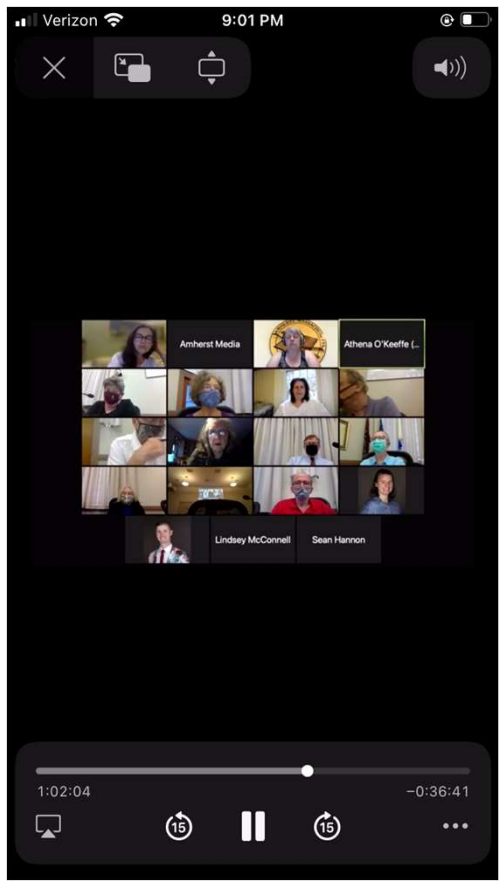 Verizon
9:01 PM
Amherst Media
Athena O'Keeffe (...
Lindsey McConnell
Sean Hannon
1:02:04
-0:36:41
15
15